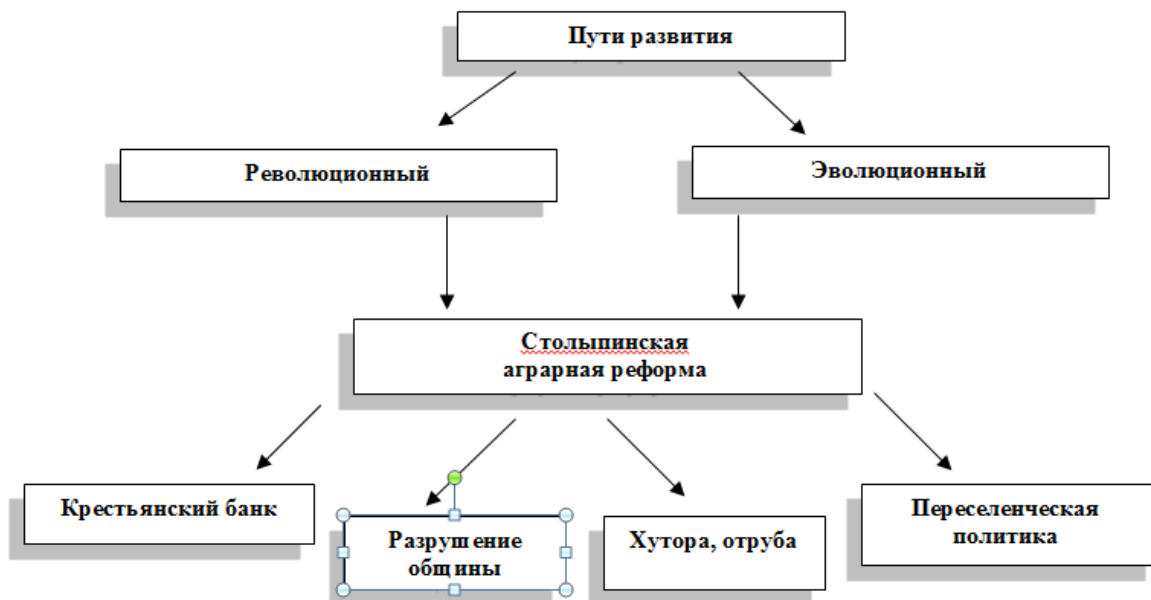 Пути развития
Революционный
Эволюционный
Столыпинская
аграрная реформа
Крестьянский банк
Разрушение
общины
Хутора, отруба
Переселенческая
политика